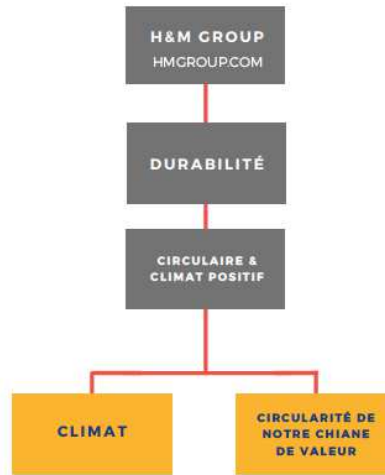 H&M GROUP
HMGROUP.COM
DURABILITÉ
CIRCULAIRE &
CLIMAT POSITIF
CLIMAT
CIRCULARITÉ DE
NOTRE CHIANE
DE VALEUR